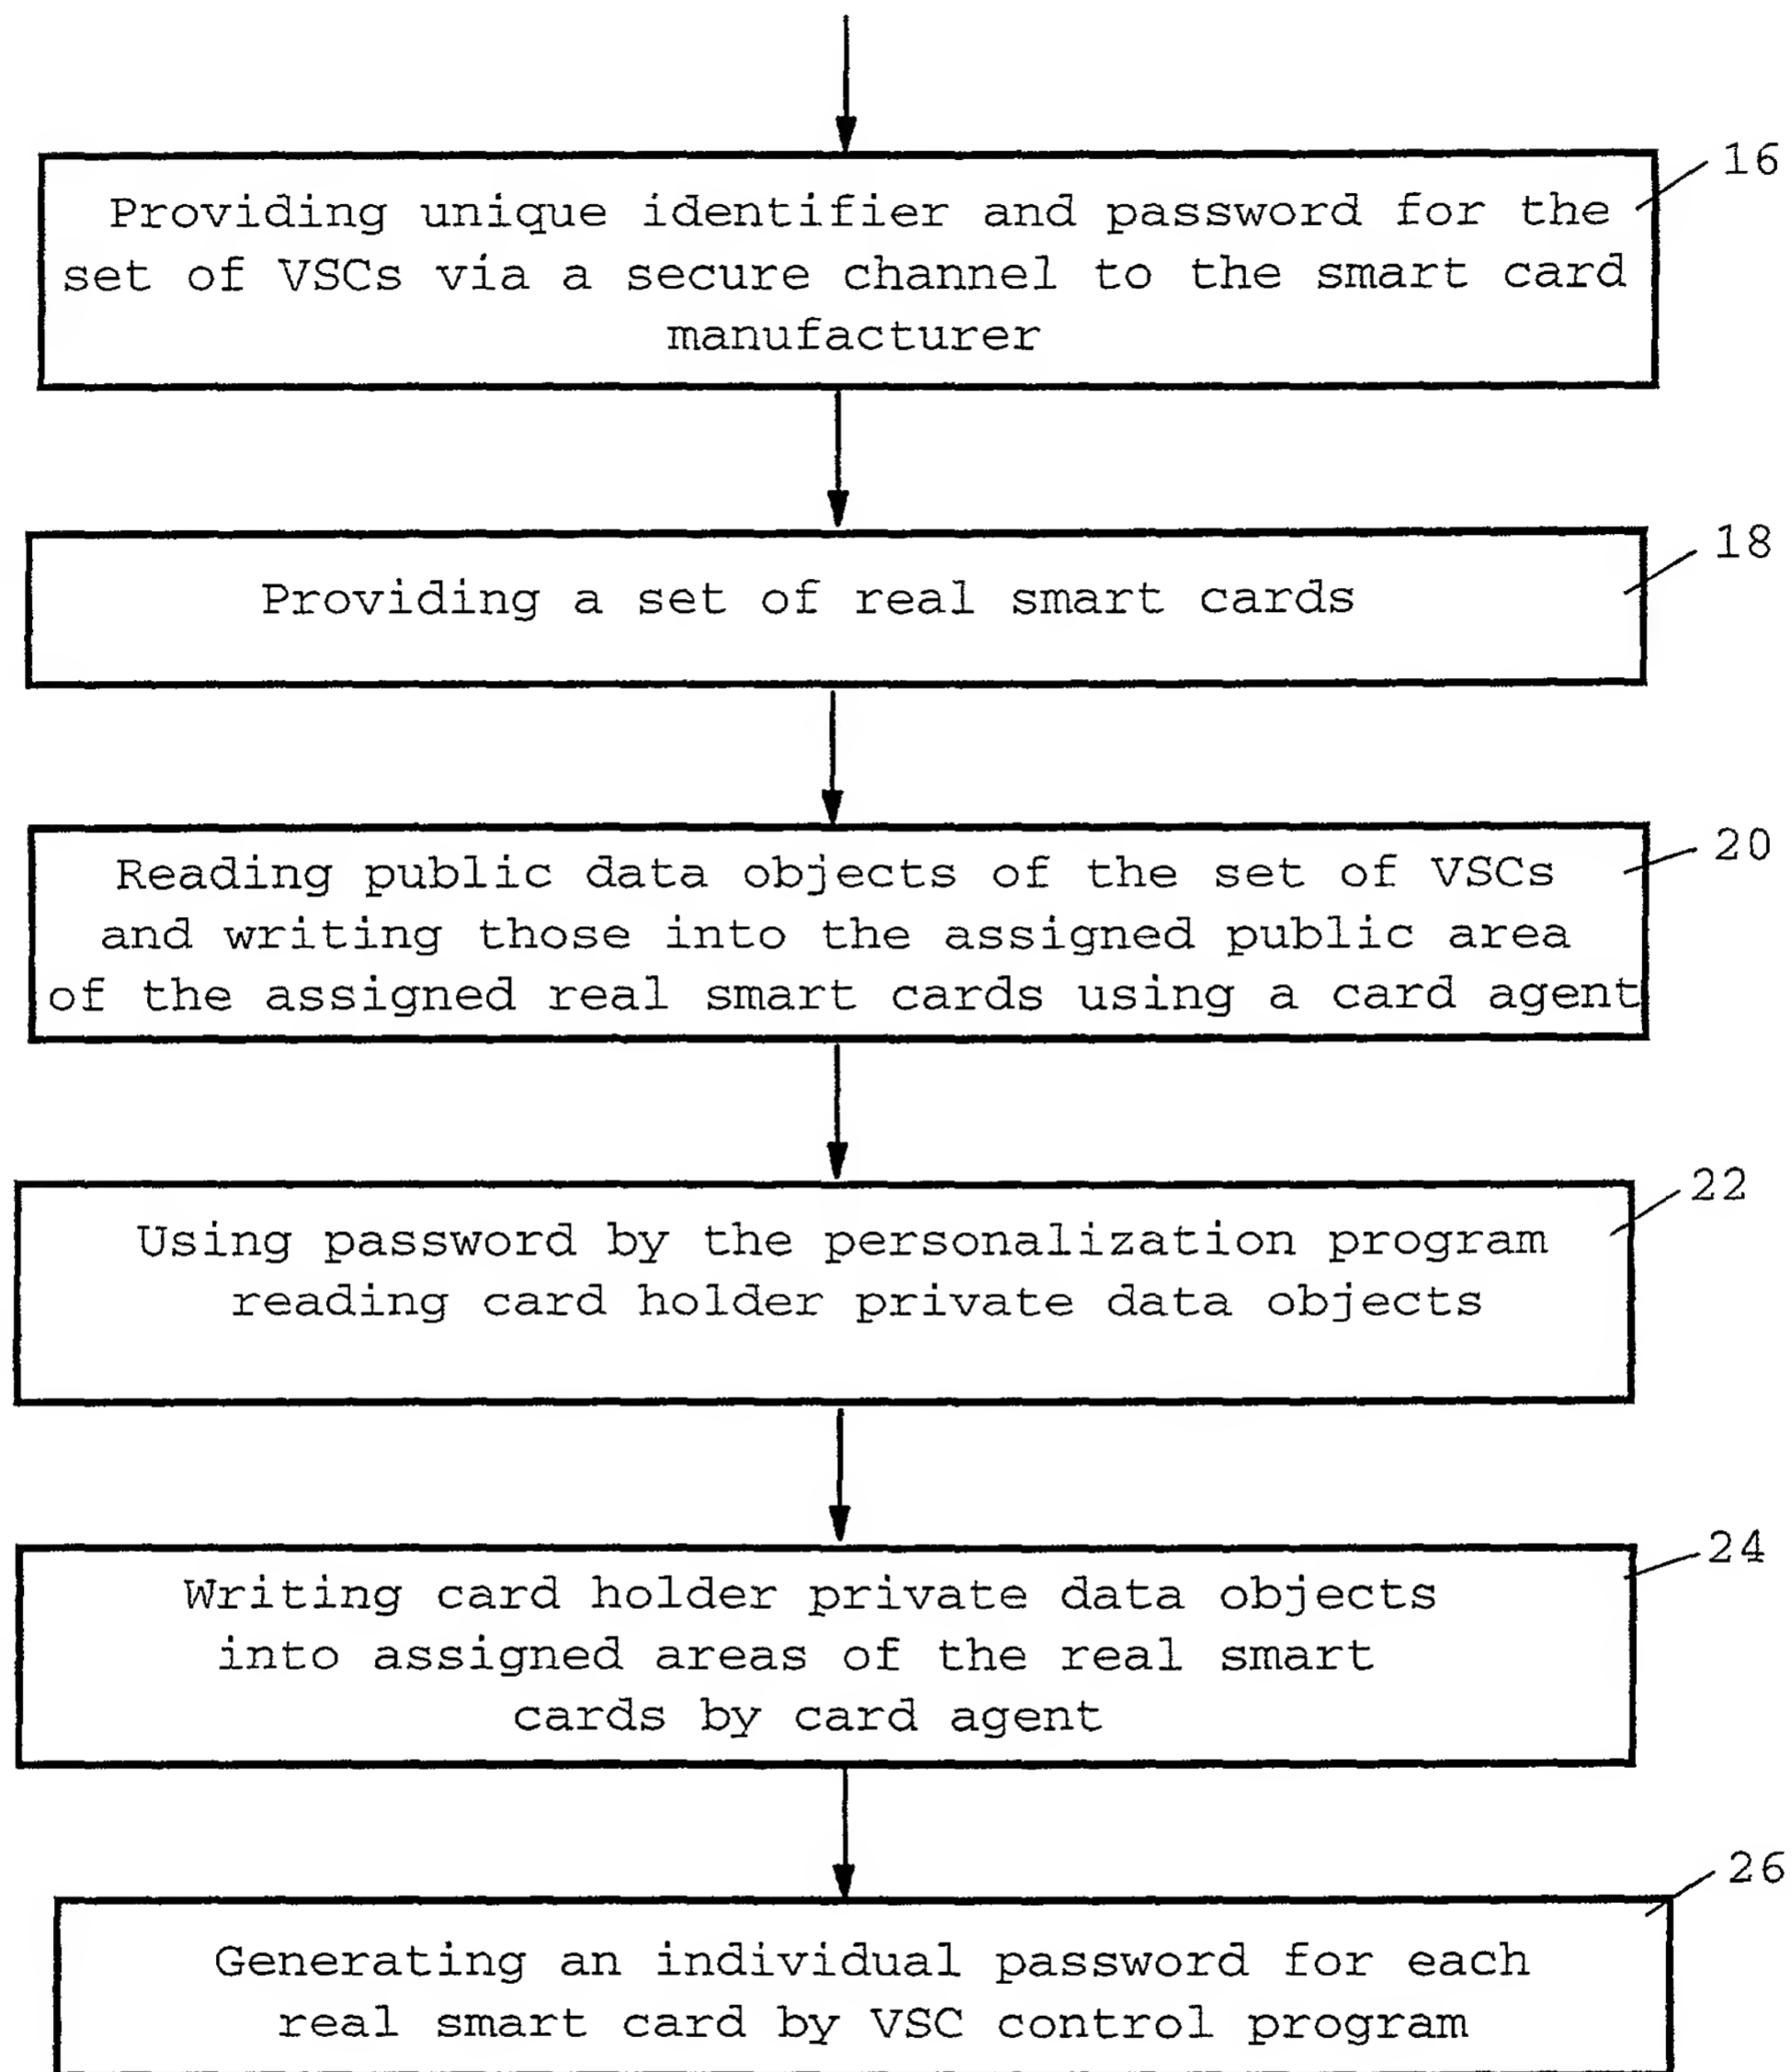 16
Providing unique identifier and password for the
set of VSCs via a secure channel to the smart card
manufacturer
18
Providing a set of real smart cards
20
Reading public data objects of the set of VSCs
and writing those into the assigned public area
of the assigned real smart cards using a card agent
22
Using password by the personalization program
reading card holder private data objects
24
Writing card holder private data objects
into assigned areas of the real smart
cards by card agent
26
Generating an individual password for each
real smart card by VSC control program